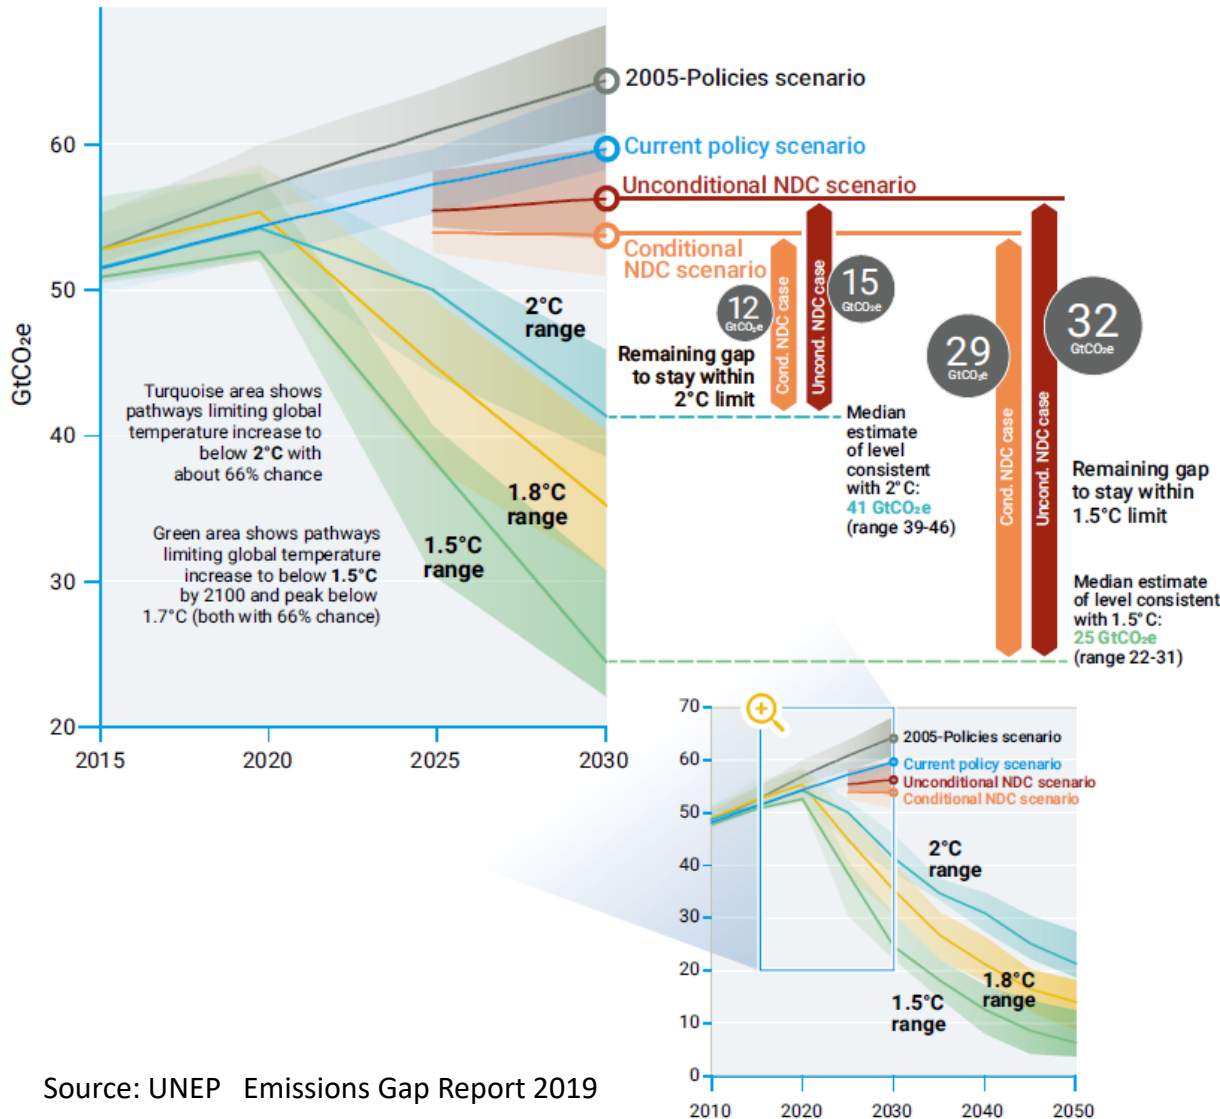 GtCO₂e
60
50
40
30
20
2015
2020
2025
2030
2005-Policies scenario
Current policy scenario
Unconditional NDC scenario
Conditional
NDC scenario
2°C
range
1.8°C
range
1.5°C
range
Turquoise area shows
pathways limiting global
temperature increase to
below 2°C with
about 66% chance
Green area shows pathways
limiting global temperature
increase to below 1.5°C
by 2100 and peak below
1.7°C (both with 66% chance)
12
GtCO₂e
15
GtCO₂e
Cond. NDC case
Uncond. NDC case
Remaining gap
to stay within
2°C limit
Median
estimate
of level
consistent
with 2°C:
41 GtCO₂e
(range 39-46)
29
GtCO₂e
32
GtCO₂e
Cond. NDC case
Uncond. NDC case
Remaining gap
to stay within
1.5°C limit
Median estimate
of level consistent
with 1.5°C:
25 GtCO₂e
(range 22-31)
70
60
50
40
30
20
10
0
2010
2020
2030
2040
2050
2005-Policies scenario
Current policy scenario
Unconditional NDC scenario
Conditional NDC scenario
2°C
range
1.8°C
range
1.5°C
range
Source: UNEP Emissions Gap Report 2019